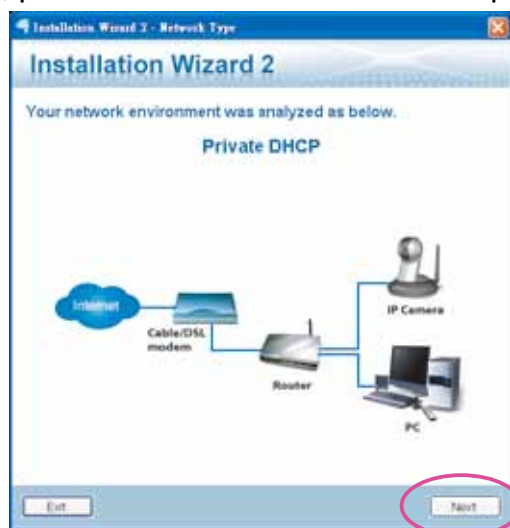 Installation Wizard 2 - Network Type
Installation Wizard 2
Your network environment was analyzed as below.
Private DHCP
Internet
Cable/DSL
modem
Router
IP Camera
PC
Exit
Next